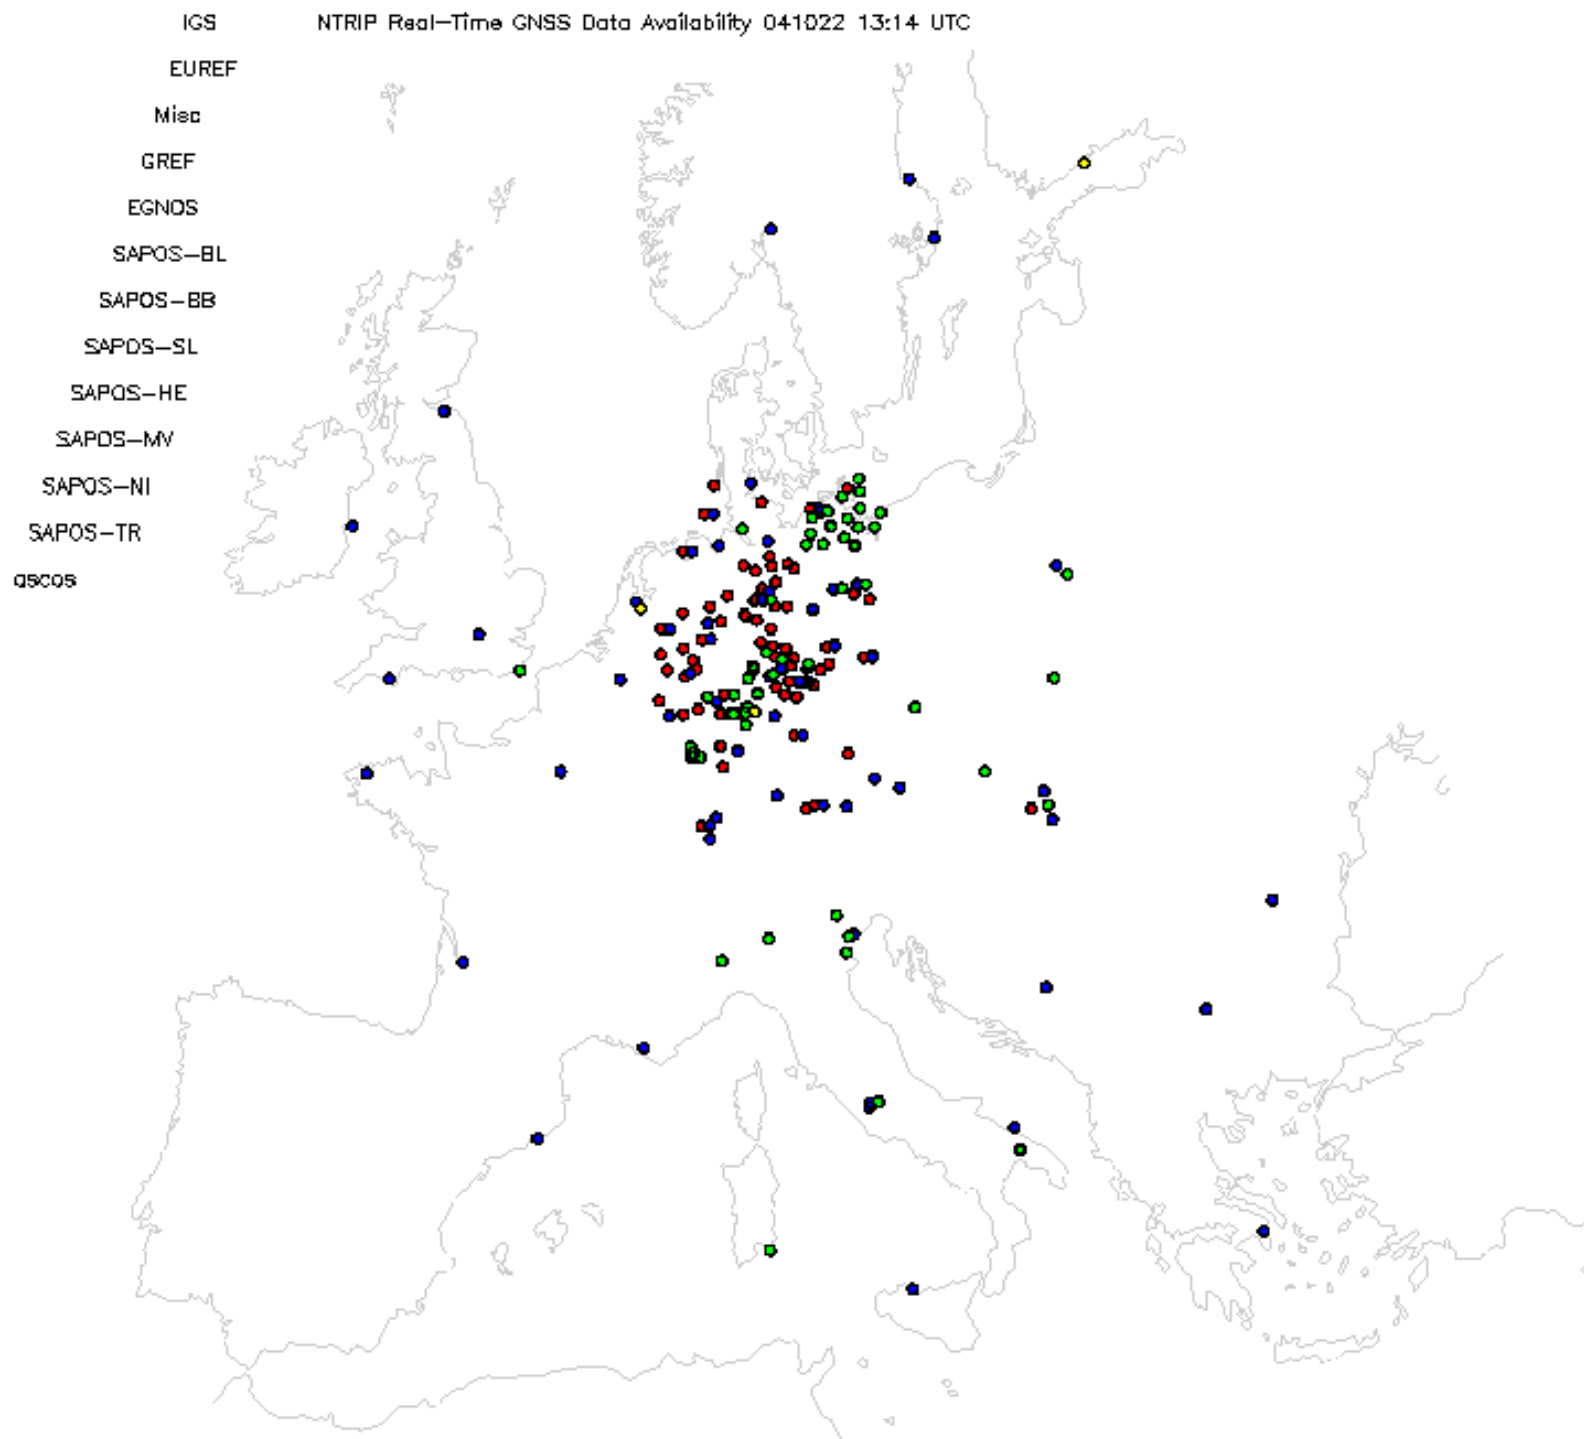 IGS
NTRIP Real-Time GNSS Data Availability 041022 13:14 UTC
EUREF
Misc
GREF
EGNOS
SAPOS-BL
SAPOS-BB
SAPOS-SL
SAPOS-HE
SAPOS-MV
SAPOS-NI
SAPOS-TR
ascos